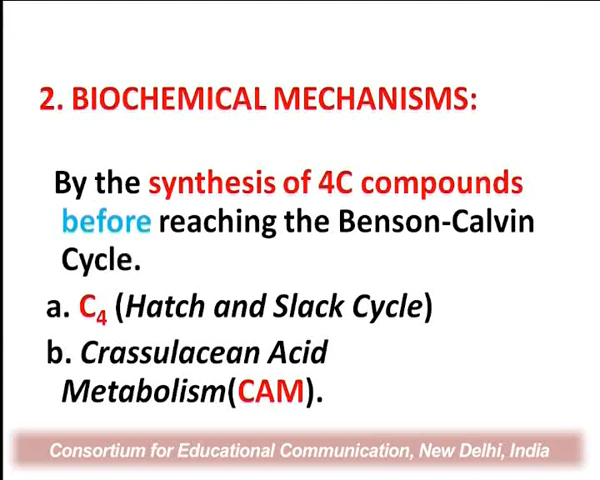 2. BIOCHEMICAL MECHANISMS:
By the synthesis of 4C compounds
before reaching the Benson-Calvin
Cycle.
a. C₄ (Hatch and Slack Cycle)
b. Crassulacean Acid
Metabolism(CAM).
Consortium for Educational Communication, New Delhi, India